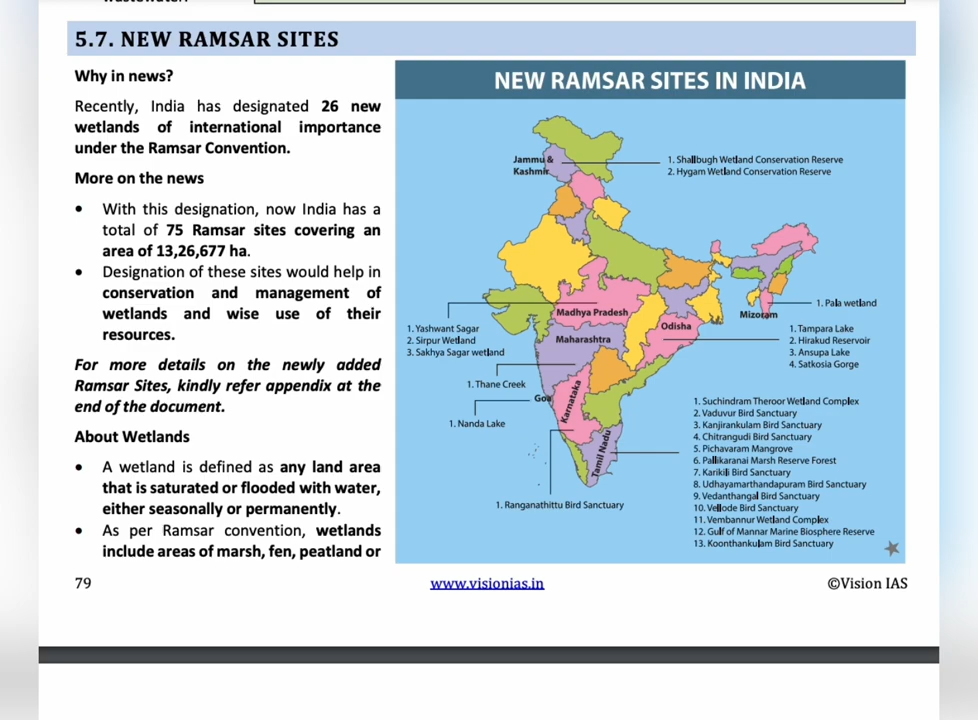 5.7. NEW RAMSAR SITES
Why in news?
Recently, India has designated 26 new
wetlands of international importance
under the Ramsar Convention.
More on the news
• With this designation, now India has a
total of 75 Ramsar sites covering an
area of 13,26,677 ha.
• Designation of these sites would help in
conservation and management of
wetlands and wise use of their
resources.
For more details on the newly added
Ramsar Sites, kindly refer appendix at the
end of the document.
About Wetlands
• A wetland is defined as any land area
that is saturated or flooded with water,
either seasonally or permanently.
• As per Ramsar convention, wetlands
include areas of marsh, fen, peatland or
NEW RAMSAR SITES IN INDIA
Jammu &
Kashmir
1. Shallbugh Wetland Conservation Reserve
2. Hygam Wetland Conservation Reserve
1. Pala wetland
Mizoram
Madhya Pradesh
1. Yashwant Sagar
2. Sirpur Wetland
3. Sakhya Sagar wetland
Odisha
1. Tampara Lake
2. Hirakud Reservoir
3. Ansupa Lake
4. Satkosia Gorge
Maharashtra
1. Thane Creek
Goa
1. Nanda Lake
Karnataka
1. Ranganathittu Bird Sanctuary
Tamil Nadu
1. Suchindram Theroor Wetland Complex
2. Vaduvur Bird Sanctuary
3. Kanjirankulam Bird Sanctuary
4. Chitrangudi Bird Sanctuary
5. Pichavaram Mangrove
6. Pallikaranai Marsh Reserve Forest
7. Karikili Bird Sanctuary
8. Udhayamarthandapuram Bird Sanctuary
9. Vedanthangal Bird Sanctuary
10. Vellode Bird Sanctuary
11. Vembannur Wetland Complex
12. Gulf of Mannar Marine Biosphere Reserve
13. Koonthankulam Bird Sanctuary
79
www.visionias.in
©Vision IAS